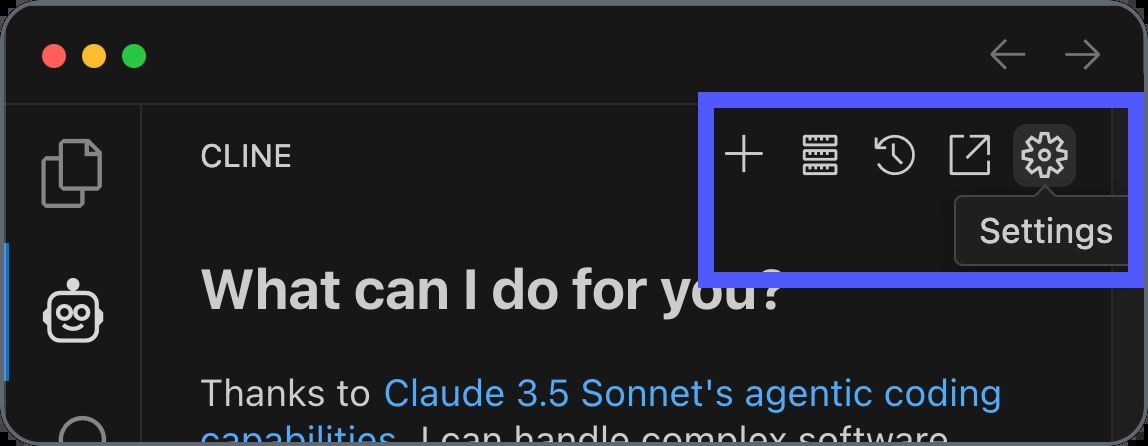 CLINE
Settings
What can I do for you?
Thanks to Claude 3.5 Sonnet's agentic coding
capabilities, I can handle complex software